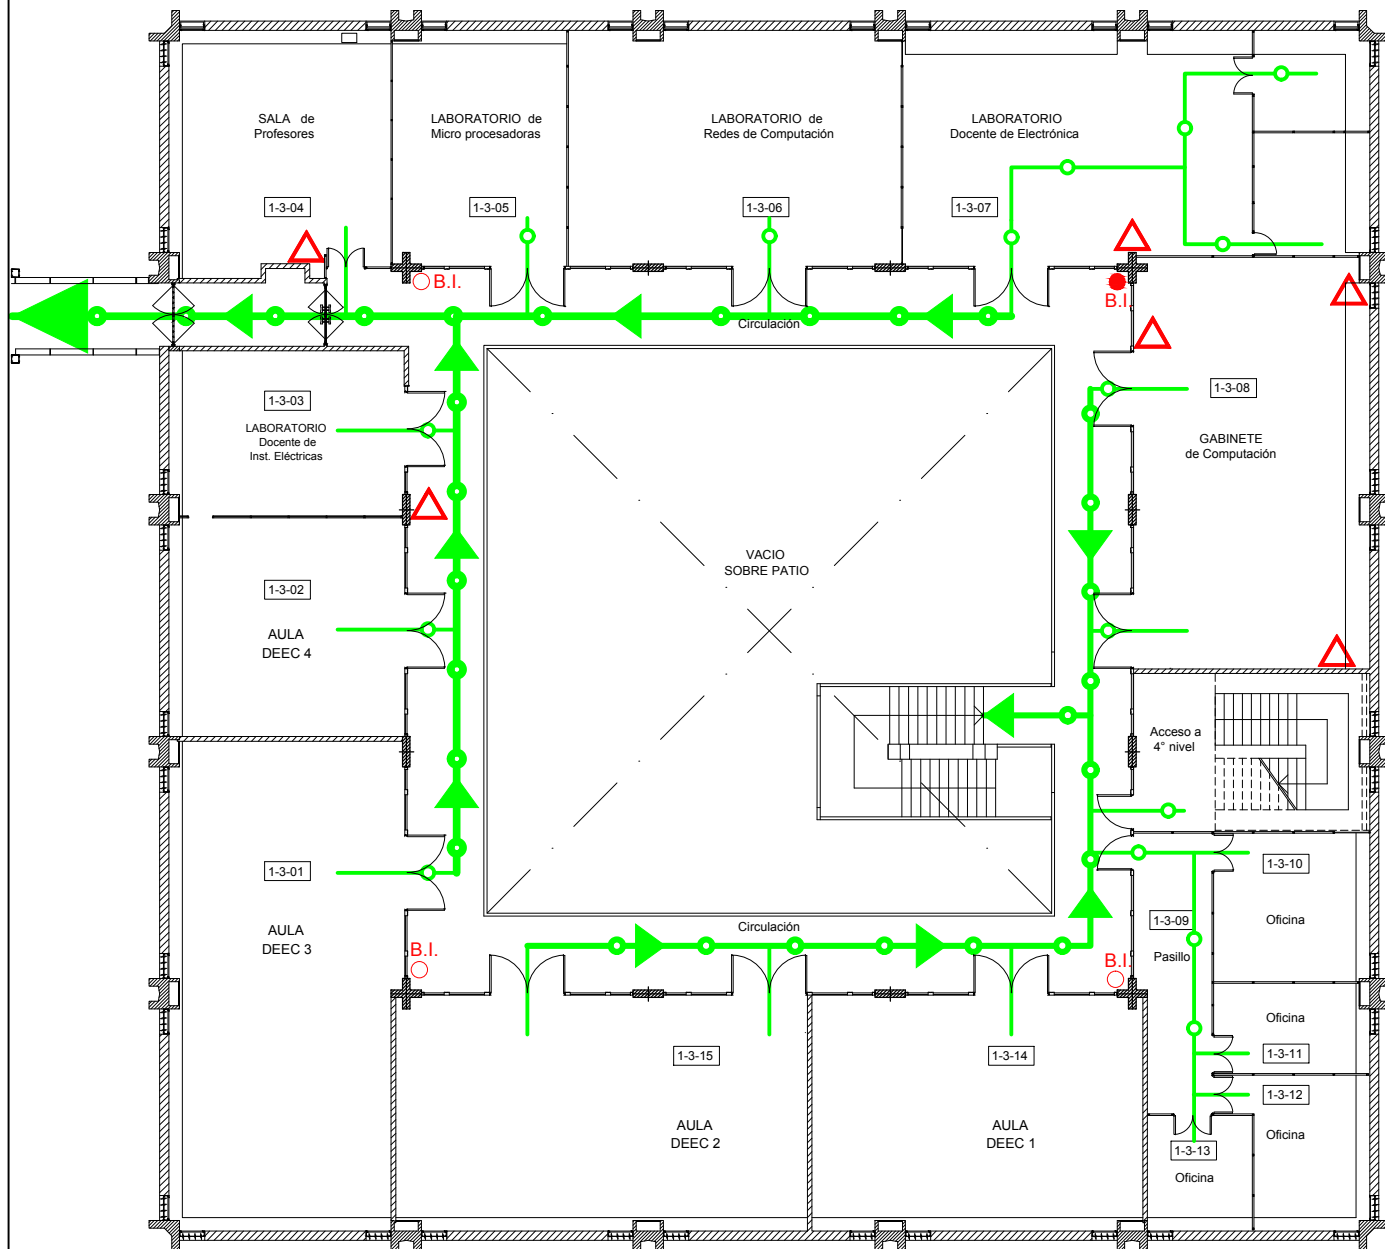 SALA de
Profesores
1-3-04
LABORATORIO de
Micro procesadoras
1-3-05
LABORATORIO de
Redes de Computación
1-3-06
LABORATORIO
Docente de Electrónica
1-3-07
B.I.
B.I.
Circulación
1-3-03
LABORATORIO
Docente de
Inst. Eléctricas
1-3-08
GABINETE
de Computación
VACIO
SOBRE PATIO
1-3-02
AULA
DEEC 4
Acceso a
4° nivel
1-3-01
AULA
DEEC 3
1-3-10
Oficina
1-3-09
Pasillo
Circulación
B.I.
B.I.
Oficina
1-3-11
1-3-15
AULA
DEEC 2
1-3-14
AULA
DEEC 1
1-3-12
Oficina
1-3-13
Oficina